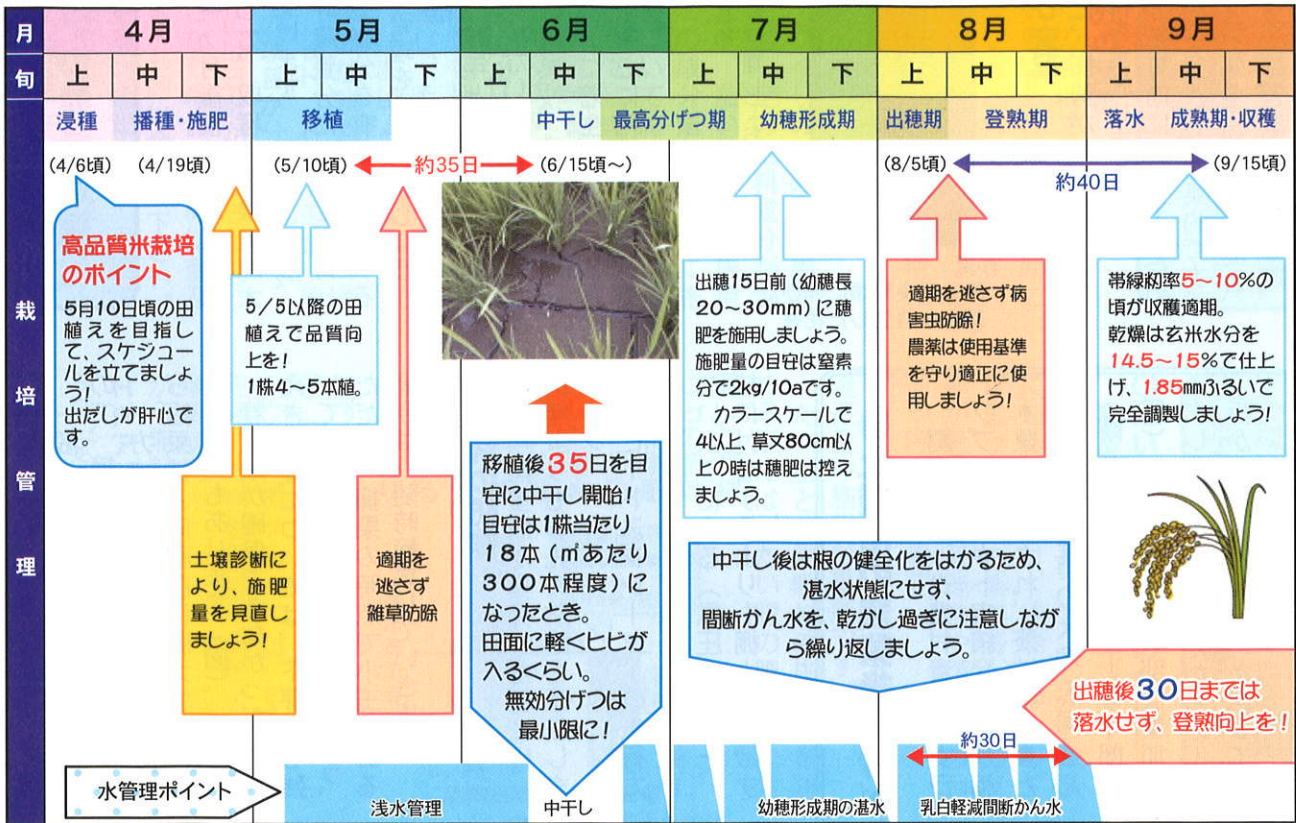 月 4月 5月 6月 7月 8月 9月
旬 上 中 下 上 中 下 上 中 下 上 中 下 上 中 下 上 中 下
浸種 播種・施肥 移植 中干し 最高分げつ期 幼穂形成期 出穂期 登熟期 落水 成熟期・収穫
(4/6頃) (4/19頃) (5/10頃) 約35日 (6/15頃~) (8/5頃) 約40日 (9/15頃)
栽培管理
高品質米栽培
のポイント
5月10日頃の田
植えを目指し
て、スケジュー
ルを立てましょ
う!
出だしが肝心で
す。
土壌診断に
より、施肥
量を見直し
ましょう!
5/5以降の田
植えで品質向
上を!
1株4~5本植。
適期を
逃さず
雑草防除
移植後35日を目
安に中干し開始!
目安は1株当たり
18本(㎡あたり
300本程度)に
なったとき。
田面に軽くヒビが
入るくらい。
無効分げつは
最小限に!
出穂15日前(幼穂長
20~30mm)に穂
肥を施用しましょう。
施肥量の目安は窒素
分で2kg/10aです。
カラースケールで
4以上、草丈80cm以
上の時は穂肥は控え
ましょう。
適期を逃さず病
害虫防除!
農薬は使用基準
を守り適正に使
用しましょう!
帯緑籾率5~10%の
頃が収穫適期。
乾燥は玄米水分を
14.5~15%で仕上
げ、1.85mmふるいで
完全調製しましょう!
中干し後は根の健全化をはかるため、
湛水状態にせず、
間断かん水を、乾かし過ぎに注意しなが
ら繰り返しましょう。
出穂後30日までは
落水せず、登熟向上を!
約30日
水管理ポイント 浅水管理 中干し 幼穂形成期の湛水 乳白軽減間断かん水